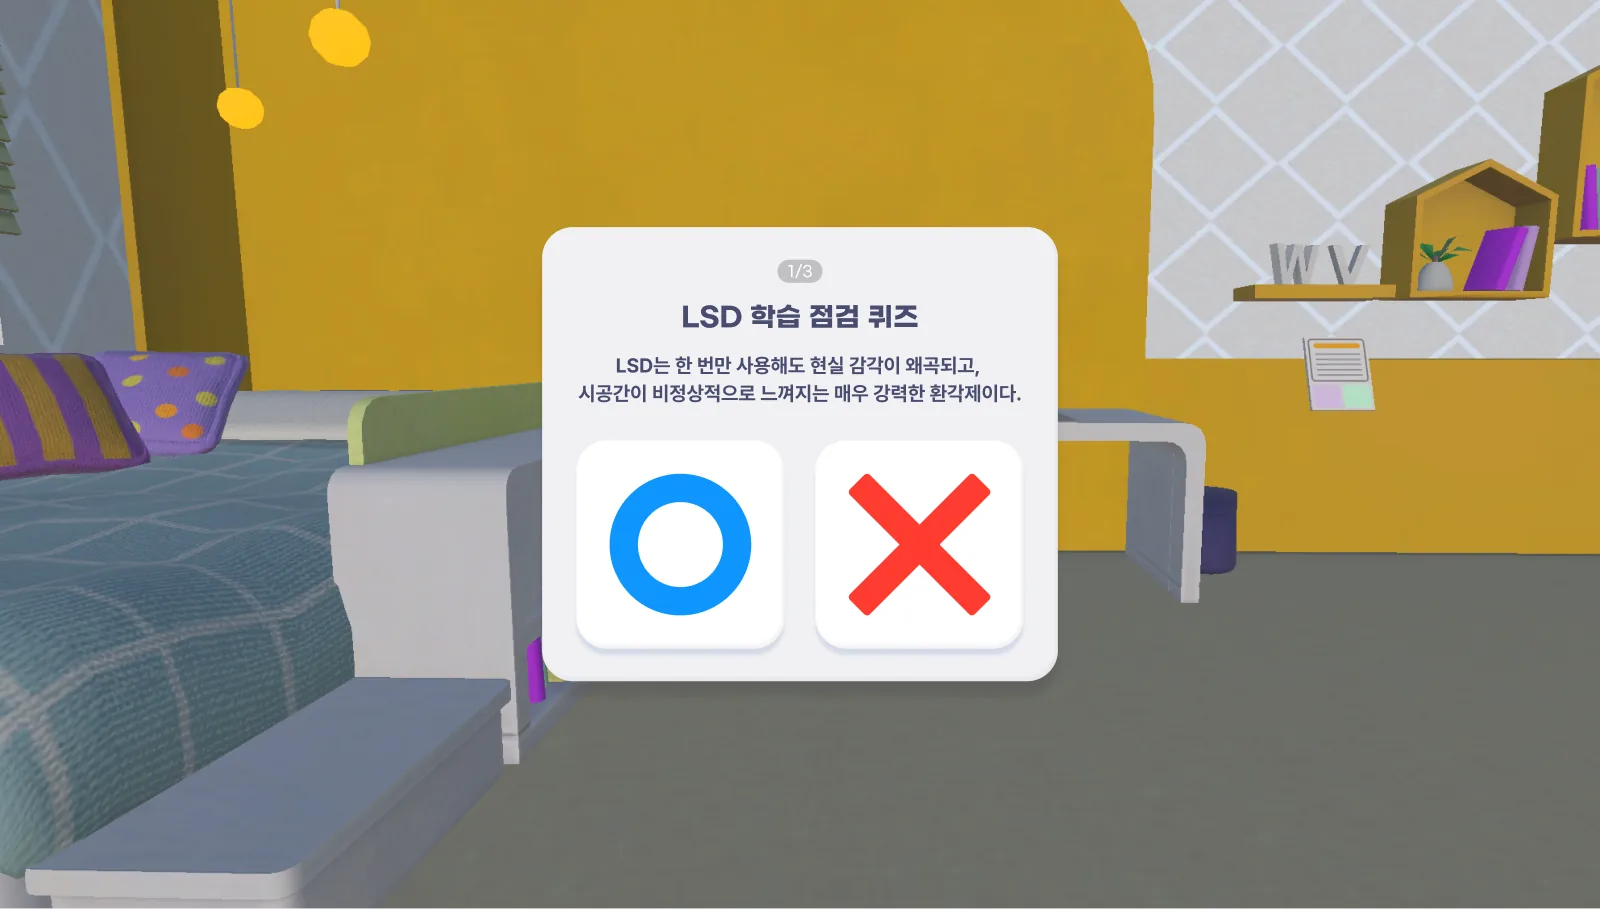 1/3
LSD 학습 점검 퀴즈
LSD는 한 번만 사용해도 현실 감각이 왜곡되고,
시공간이 비정상적으로 느껴지는 매우 강력한 환각제이다.
W V